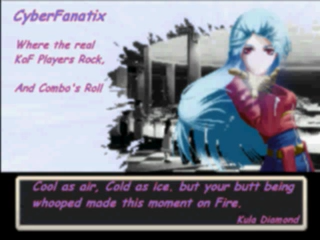 CyberFanatix
Where the real
KoF Players Rock,
And Combo's Roll
Cool as air, Cold as ice. but your butt being
whooped made this moment on Fire.
Kula Diamond